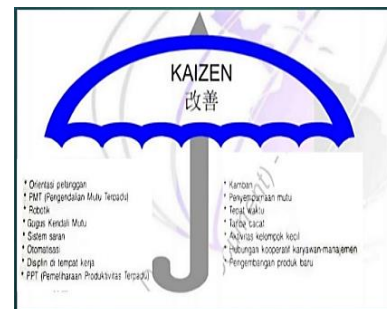 KAIZEN
改善
* Orientasi pelanggan
* PMT (Pengendalian Mutu Terpadu)
* Robotik
* Gugus Kendali Mutu
* Sistem saran
* Otomatisasi
* Disiplin di tempat kerja
* PPT (Pemeliharaan Produktivitas Terpadu)
* Kamban
* Penyempurnaan mutu
* Tepat waktu
* Tanpa cacat
* Aktivitas kelompok kecil
* Hubungan kooperatif karyawan-manajemen
* Pengembangan produk baru